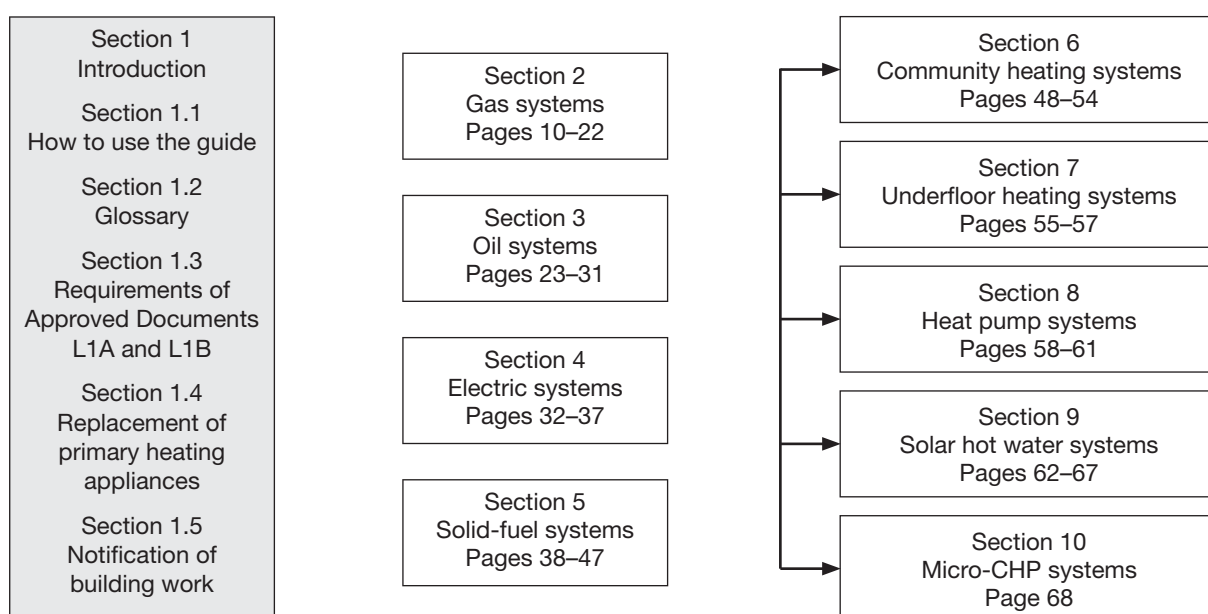 Section 1
Introduction
Section 1.1
How to use the guide
Section 1.2
Glossary
Section 1.3
Requirements of
Approved Documents
L1A and L1B
Section 1.4
Replacement of
primary heating
appliances
Section 1.5
Notification of
building work
Section 2
Gas systems
Pages 10–22
Section 3
Oil systems
Pages 23–31
Section 4
Electric systems
Pages 32–37
Section 5
Solid-fuel systems
Pages 38–47
Section 6
Community heating systems
Pages 48–54
Section 7
Underfloor heating systems
Pages 55–57
Section 8
Heat pump systems
Pages 58–61
Section 9
Solar hot water systems
Pages 62–67
Section 10
Micro-CHP systems
Page 68